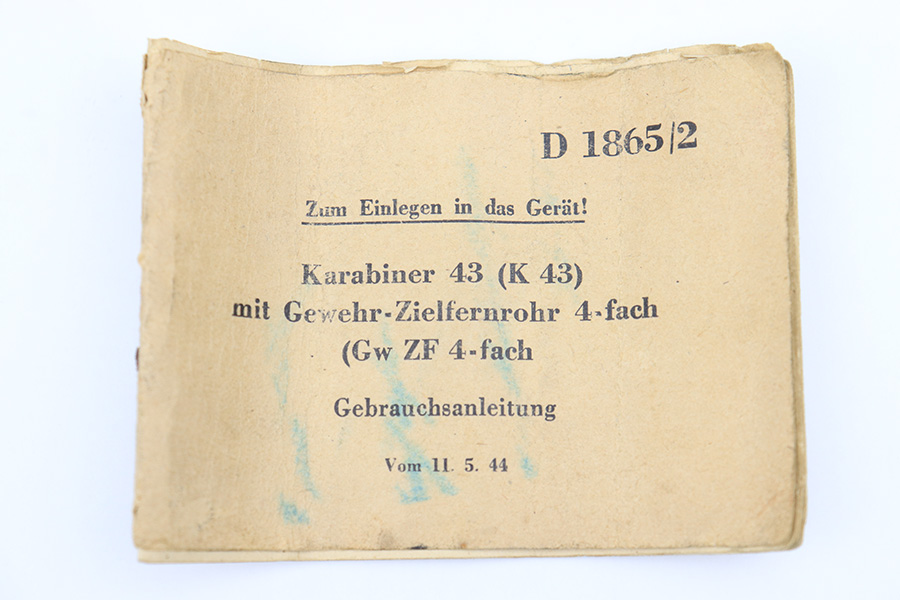 D 1865/2
Zum Einlegen in das Gerät!
Karabiner 43 (K 43)
mit Gewehr-Zielfernrohr 4-fach
(Gw ZF 4-fach
Gebrauchsanleitung
Vom 11. 5. 44